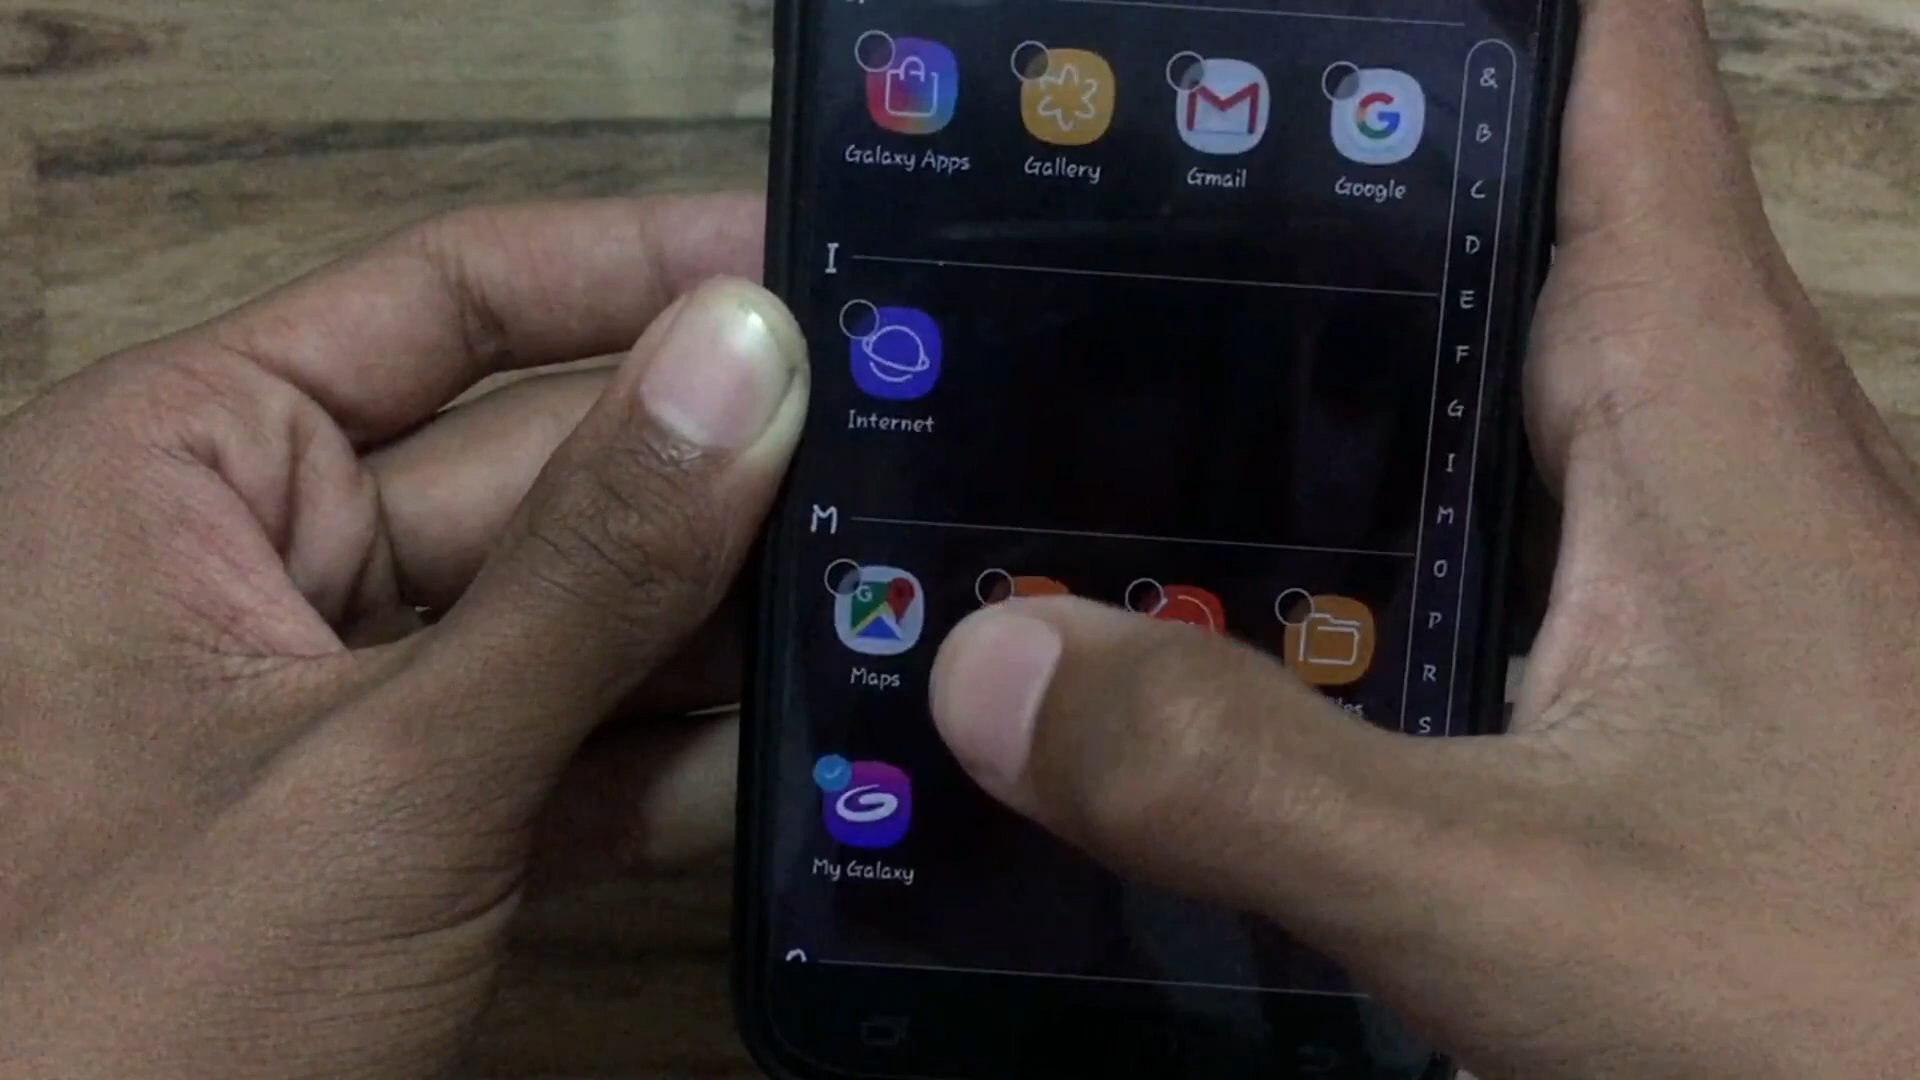 Galaxy Apps Gallery Gmail Google
I
Internet
M
Maps
My Galaxy
&
B
C
D
E
F
G
I
M
O
P
R
S